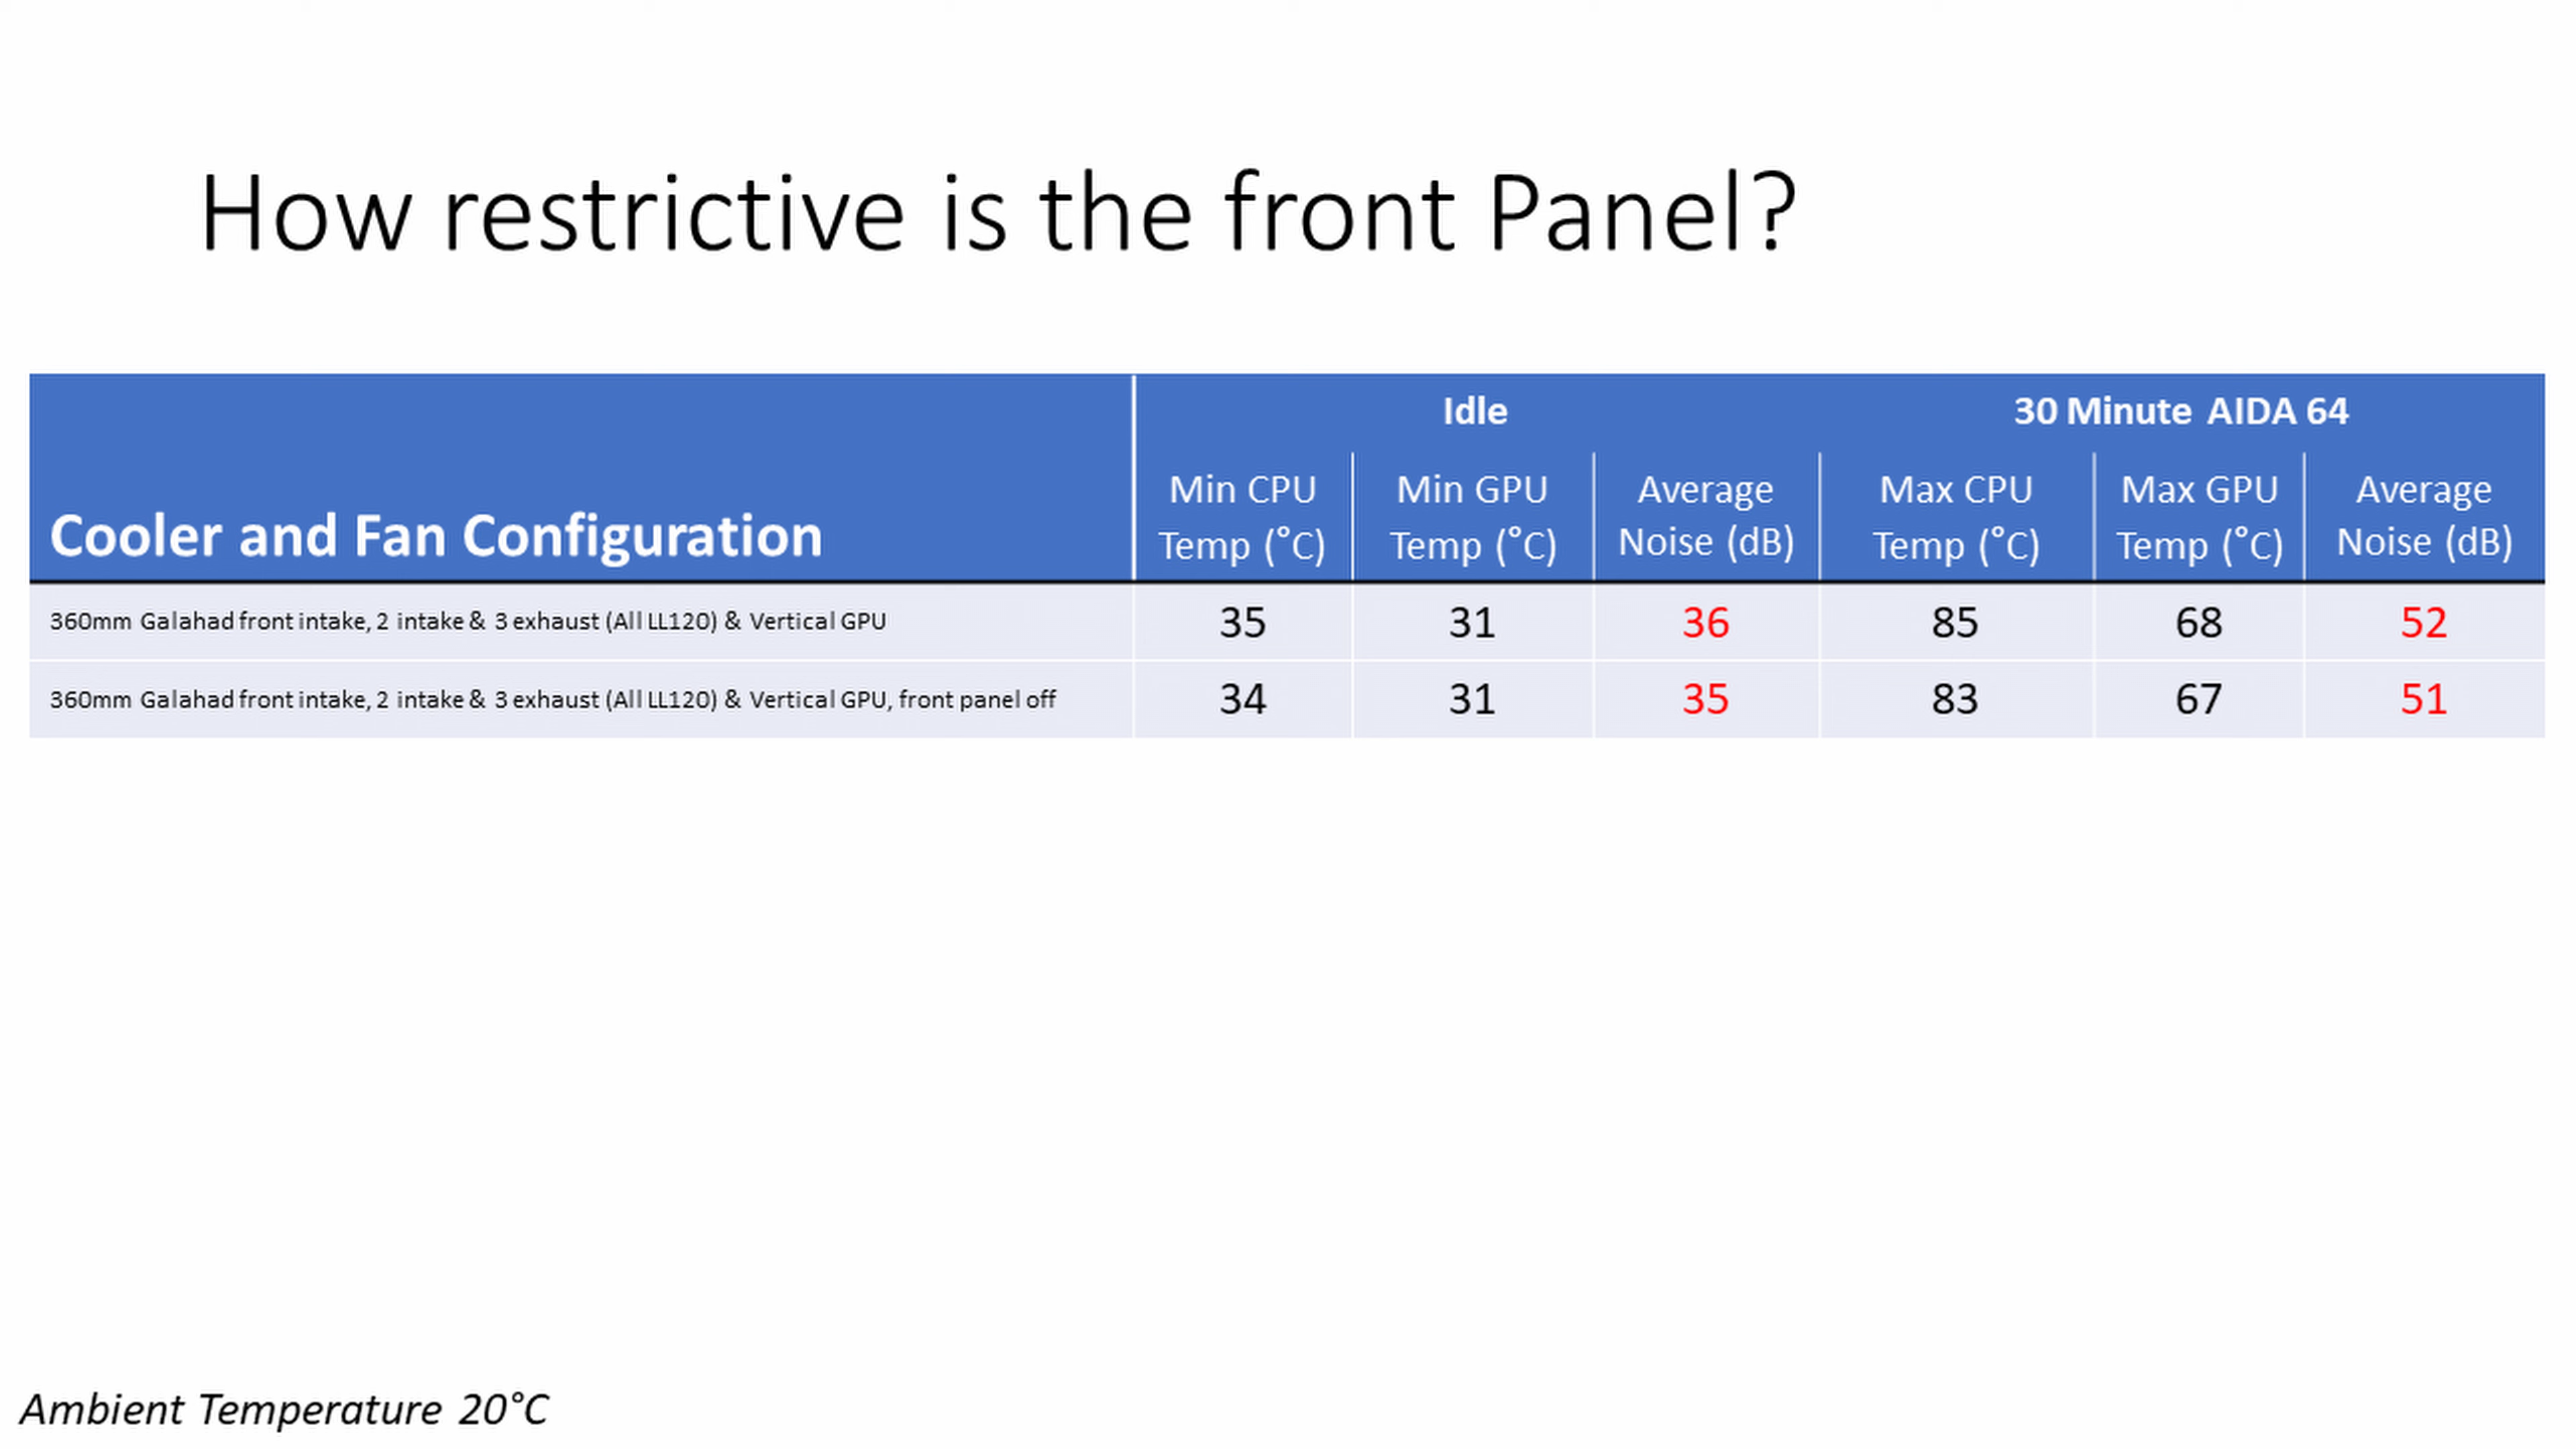 How restrictive is the front Panel?
Idle 30 Minute AIDA 64
Cooler and Fan Configuration
Min CPU Temp (°C)
Min GPU Temp (°C)
Average Noise (dB)
Max CPU Temp (°C)
Max GPU Temp (°C)
Average Noise (dB)
360mm Galahad front intake, 2 intake & 3 exhaust (All LL120) & Vertical GPU 35 31 36 85 68 52
360mm Galahad front intake, 2 intake & 3 exhaust (All LL120) & Vertical GPU, front panel off 34 31 35 83 67 51
Ambient Temperature 20°C